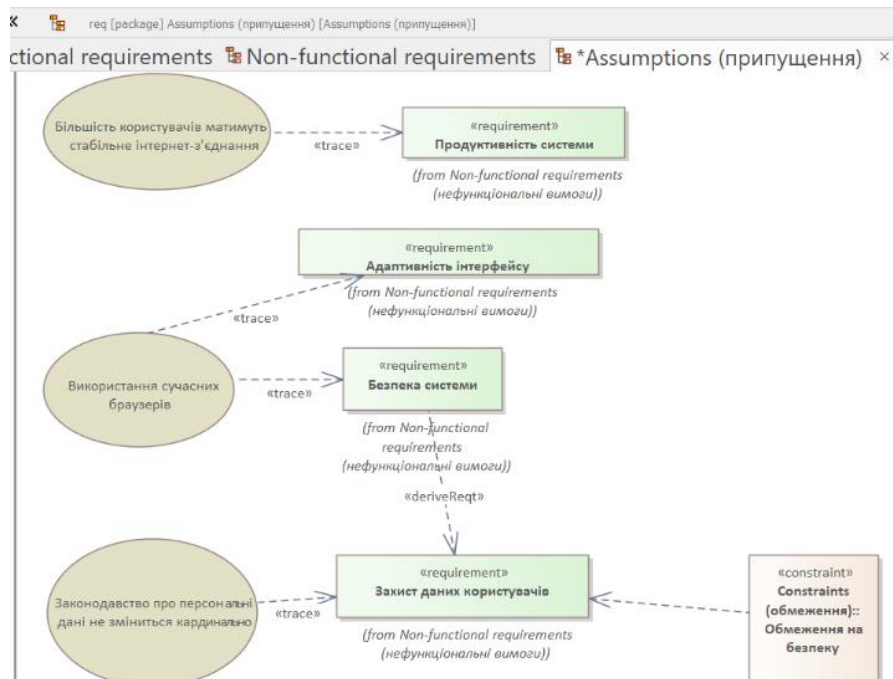 req [package] Assumptions (припущення) [Assumptions (припущення)]
ctional requirements Non-functional requirements *Assumptions (припущення) ×
Більшість користувачів матимуть
стабільне інтернет-з'єднання
«trace»
«requirement»
Продуктивність системи
(from Non-functional requirements
(нефункціональні вимоги))
«requirement»
Адаптивність інтерфейсу
(from Non-functional requirements
(нефункціональні вимоги))
«trace»
Використання сучасних
браузерів
«trace»
«requirement»
Безпека системи
(from Non-functional
requirements
(нефункціональні вимоги))
«deriveReqt»
Законодавство про персональні
дані не зміниться кардинально
«trace»
«requirement»
Захист даних користувачів
(from Non-functional requirements
(нефункціональні вимоги))
«constraint»
Constraints
(обмеження)::
Обмеження на
безпеку